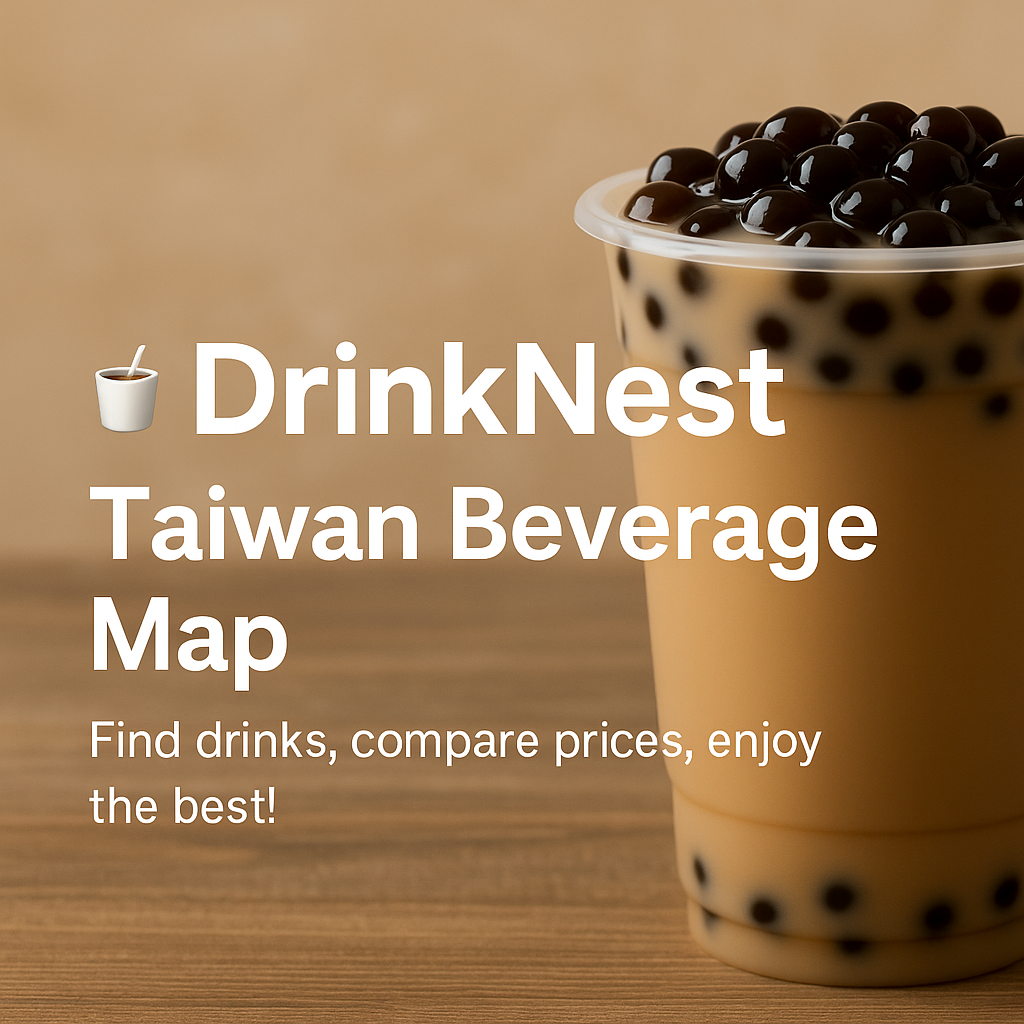 DrinkNest
Taiwan Beverage
Map
Find drinks, compare prices, enjoy
the best!